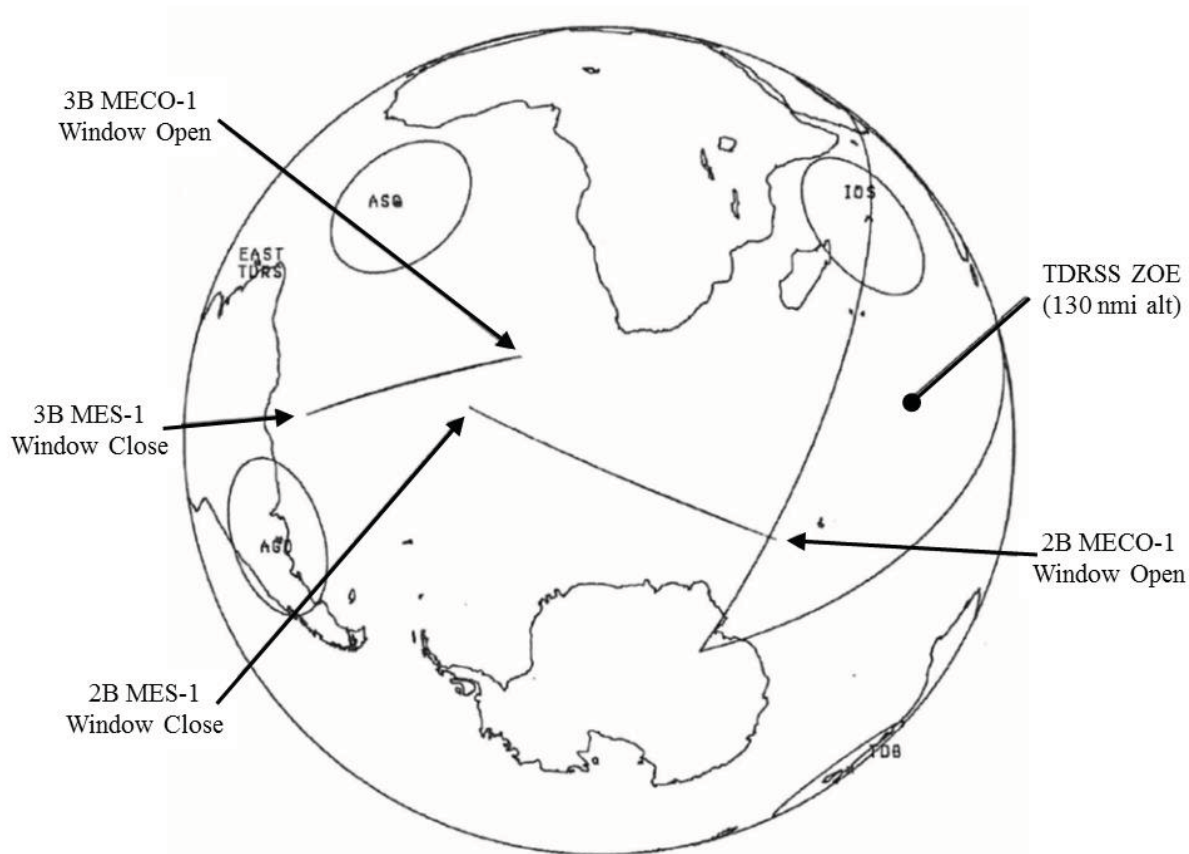 3B MECO-1
Window Open
ASQ
IOS
EAST
TDRS
TDRSS ZOE
(130 nmi alt)
3B MES-1
Window Close
AGO
2B MECO-1
Window Open
2B MES-1
Window Close
TDB